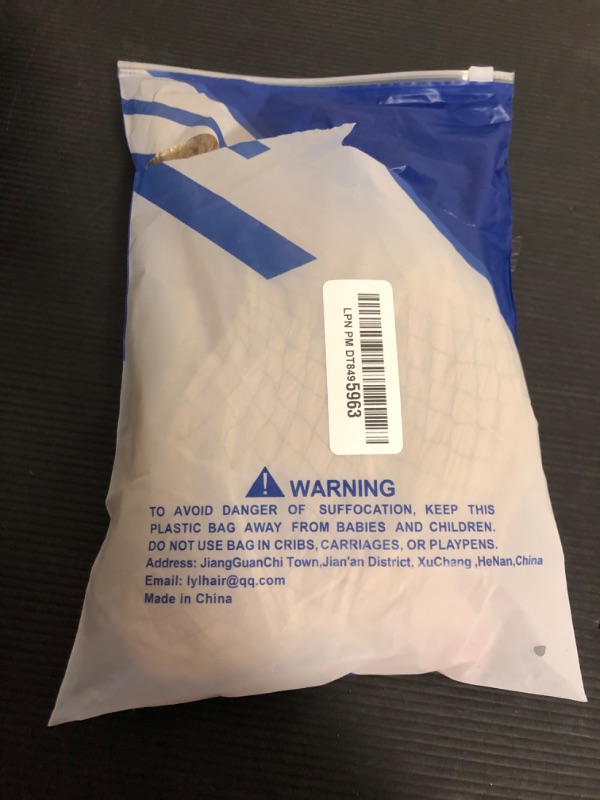 LPN PM DT8495963
! WARNING
TO AVOID DANGER OF SUFFOCATION, KEEP THIS
PLASTIC BAG AWAY FROM BABIES AND CHILDREN.
DO NOT USE BAG IN CRIBS, CARRIAGES, OR PLAYPENS.
Address: JiangGuanChi Town,Jian'an District, XuChang ,HeNan,China
Email: lylhair@qq.com
Made in China